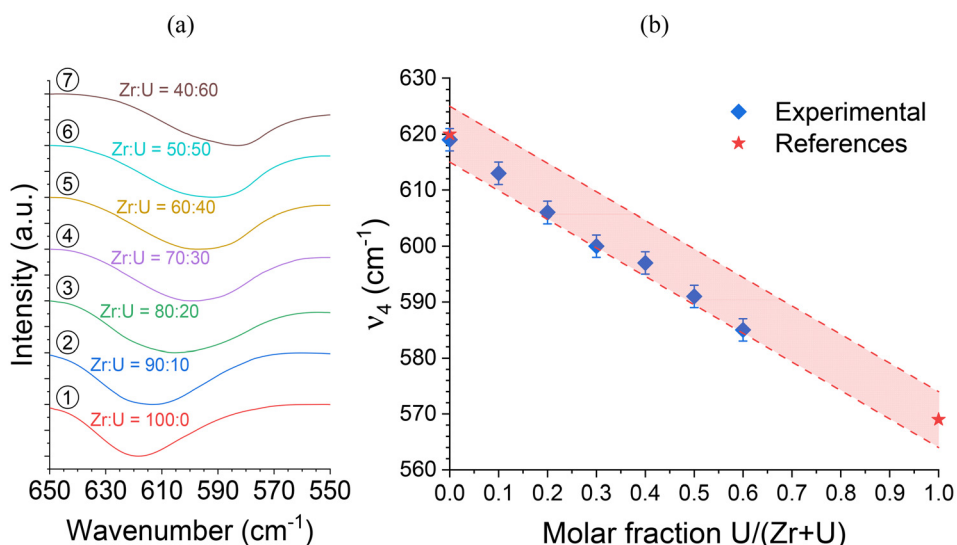 (a)
(b)
Intensity (a.u.)
⑦
Zr:U = 40:60
⑥
Zr:U = 50:50
⑤
Zr:U = 60:40
④
Zr:U = 70:30
③
Zr:U = 80:20
②
Zr:U = 90:10
①
Zr:U = 100:0
650 630 610 590 570 550
Wavenumber (cm⁻¹)
ν₄ (cm⁻¹)
630
620
610
600
590
580
570
560
Experimental
References
0.0 0.1 0.2 0.3 0.4 0.5 0.6 0.7 0.8 0.9 1.0
Molar fraction U/(Zr+U)